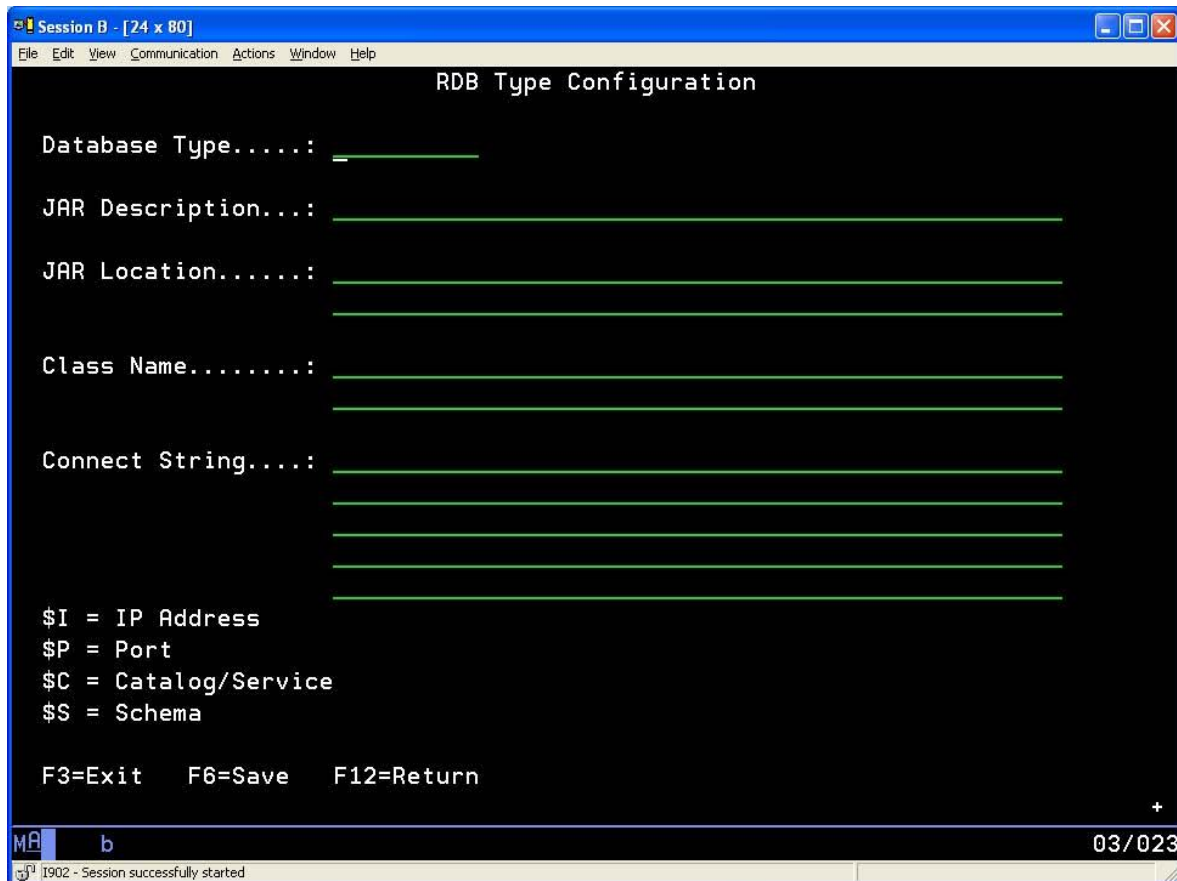 Session B - [24 x 80]
File Edit View Communication Actions Window Help
RDB Type Configuration
Database Type.....:
JAR Description...:
JAR Location......:
Class Name........:
Connect String....:
$I = IP Address
$P = Port
$C = Catalog/Service
$S = Schema
F3=Exit F6=Save F12=Return
+
MA b 03/023
I902 - Session successfully started